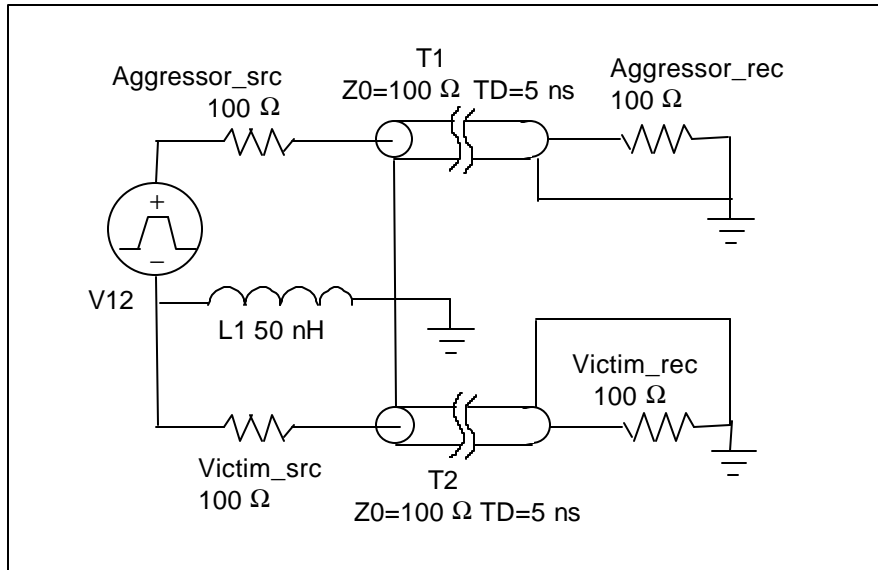 T1
Z0=100 Ω TD=5 ns
Aggressor_src
100 Ω
Aggressor_rec
100 Ω
+
−
V12
L1 50 nH
Victim_rec
100 Ω
Victim_src
100 Ω
T2
Z0=100 Ω TD=5 ns